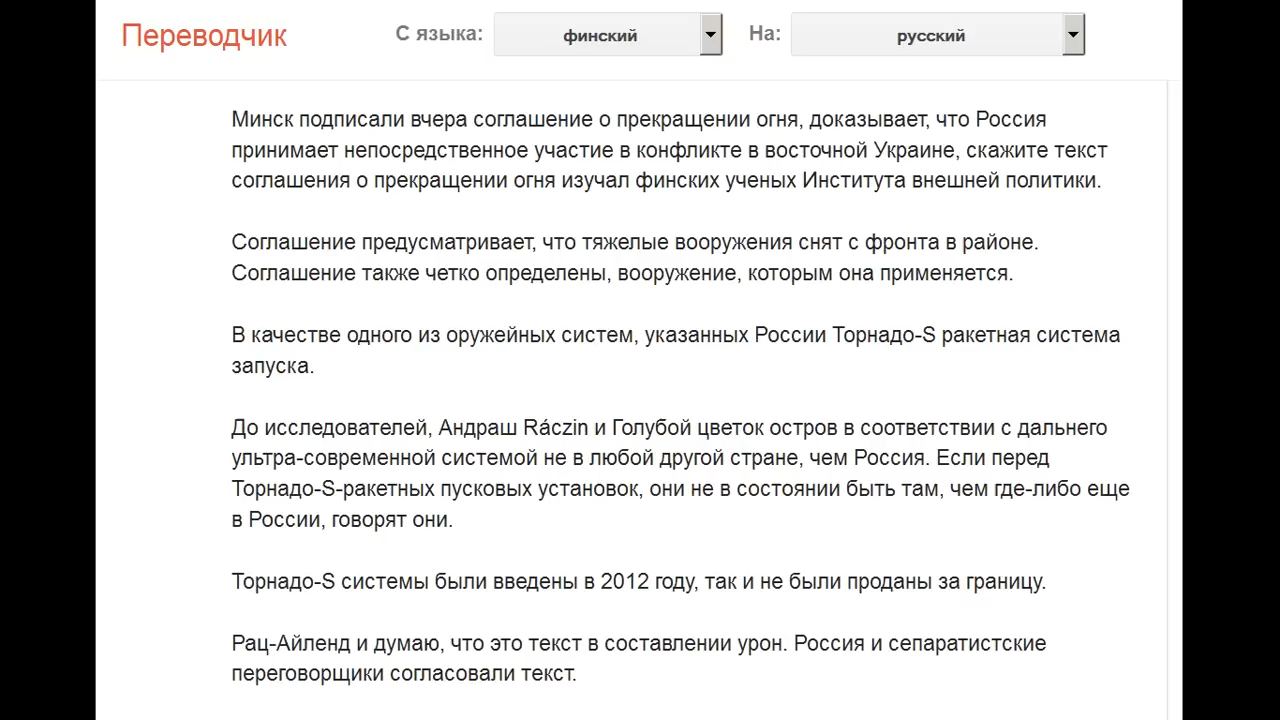 Переводчик
С языка: финский На: русский
Минск подписали вчера соглашение о прекращении огня, доказывает, что Россия
принимает непосредственное участие в конфликте в восточной Украине, скажите текст
соглашения о прекращении огня изучал финских ученых Института внешней политики.
Соглашение предусматривает, что тяжелые вооружения снят с фронта в районе.
Соглашение также четко определены, вооружение, которым она применяется.
В качестве одного из оружейных систем, указанных России Торнадо-S ракетная система
запуска.
До исследователей, Андраш Ráczin и Голубой цветок остров в соответствии с дальнего
ультра-современной системой не в любой другой стране, чем Россия. Если перед
Торнадо-S-ракетных пусковых установок, они не в состоянии быть там, чем где-либо еще
в России, говорят они.
Торнадо-S системы были введены в 2012 году, так и не были проданы за границу.
Рац-Айленд и думаю, что это текст в составлении урон. Россия и сепаратистские
переговорщики согласовали текст.